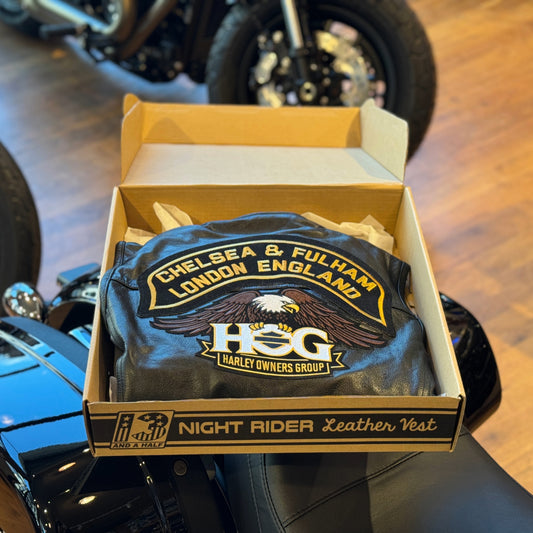 CHELSEA & FULHAM
LONDON ENGLAND
HOG
HARLEY OWNERS GROUP
AND A HALF
NIGHT RIDER Leather Vest